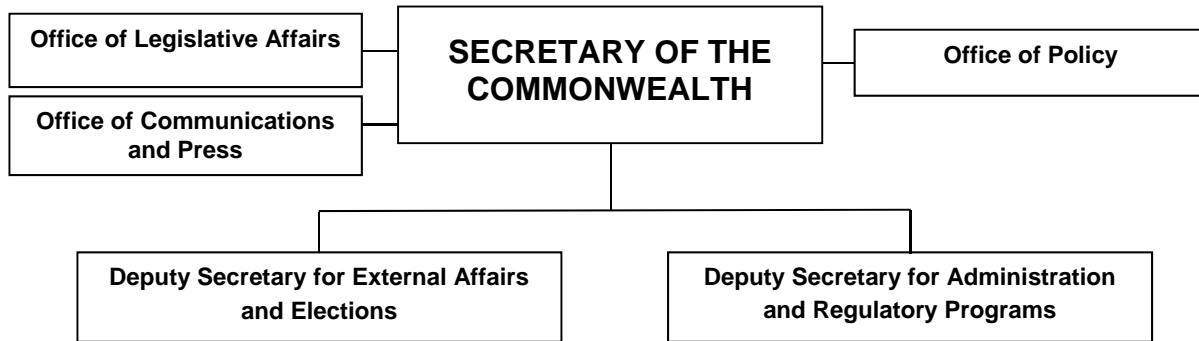 Office of Legislative Affairs
SECRETARY OF THE
COMMONWEALTH
Office of Policy
Office of Communications
and Press
Deputy Secretary for External Affairs
and Elections
Deputy Secretary for Administration
and Regulatory Programs